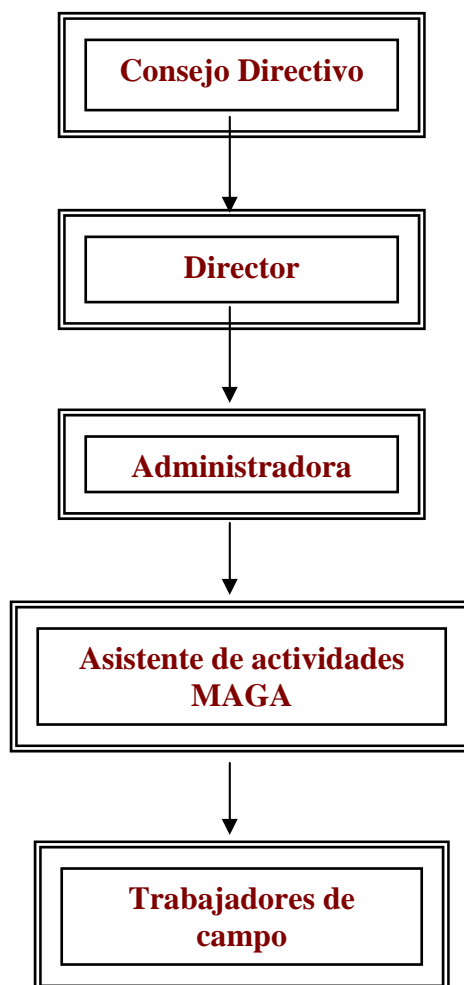 Consejo Directivo
Director
Administradora
Asistente de actividades
MAGA
Trabajadores de
campo